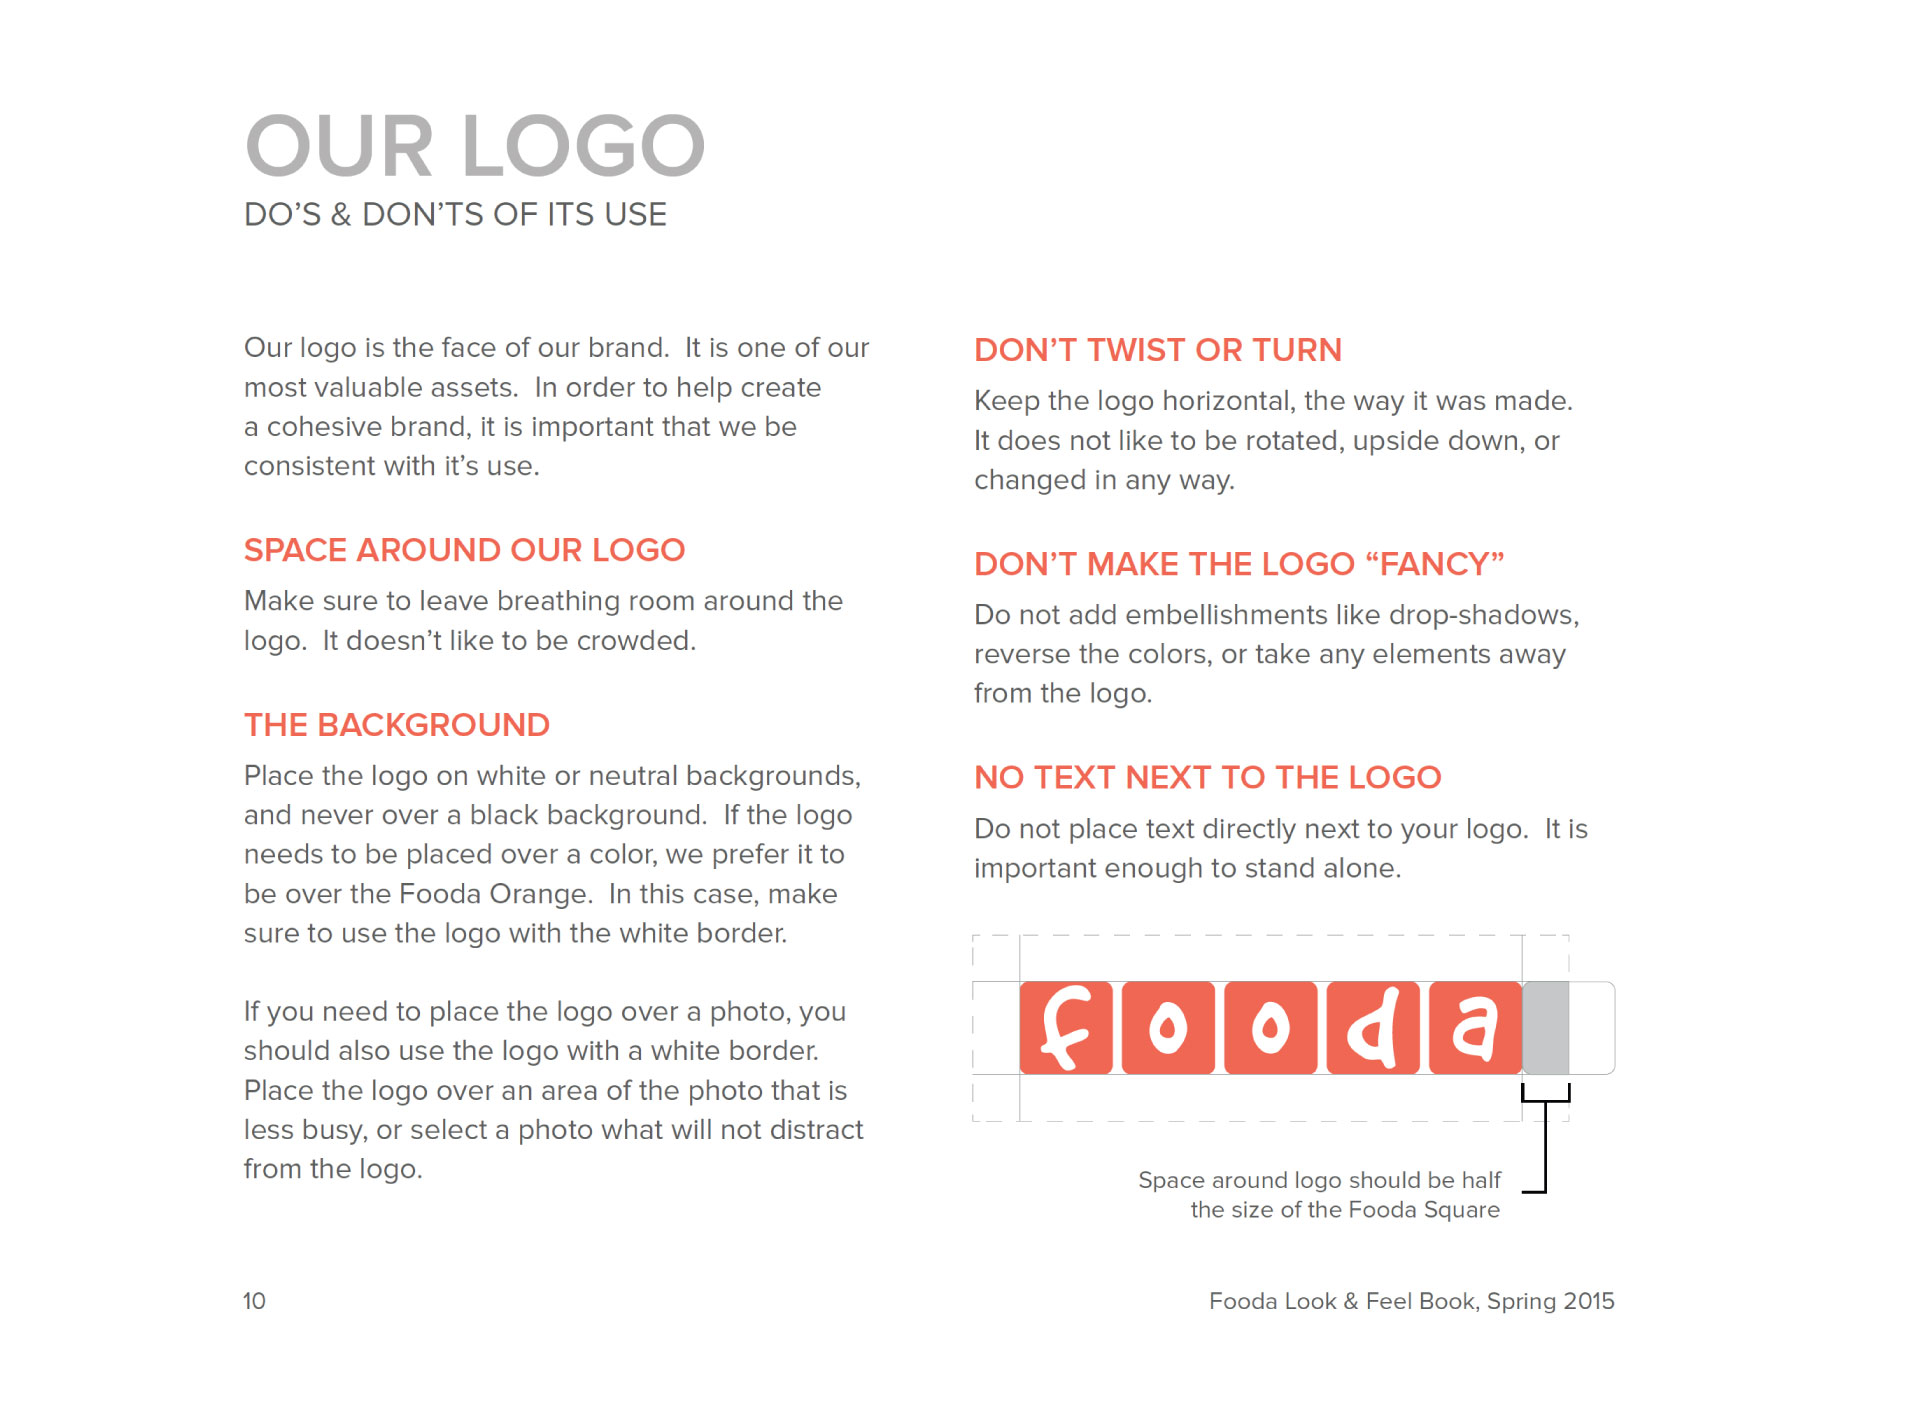 OUR LOGO
DO’S & DON’TS OF ITS USE
Our logo is the face of our brand.  It is one of our
most valuable assets.  In order to help create
a cohesive brand, it is important that we be
consistent with it’s use.
SPACE AROUND OUR LOGO
Make sure to leave breathing room around the
logo.  It doesn’t like to be crowded.
THE BACKGROUND
Place the logo on white or neutral backgrounds,
and never over a black background.  If the logo
needs to be placed over a color, we prefer it to
be over the Fooda Orange.  In this case, make
sure to use the logo with the white border.
If you need to place the logo over a photo, you
should also use the logo with a white border.
Place the logo over an area of the photo that is
less busy, or select a photo what will not distract
from the logo.
DON’T TWIST OR TURN
Keep the logo horizontal, the way it was made.
It does not like to be rotated, upside down, or
changed in any way.
DON’T MAKE THE LOGO “FANCY”
Do not add embellishments like drop-shadows,
reverse the colors, or take any elements away
from the logo.
NO TEXT NEXT TO THE LOGO
Do not place text directly next to your logo.  It is
important enough to stand alone.
fooda
Space around logo should be half
the size of the Fooda Square
10
Fooda Look & Feel Book, Spring 2015